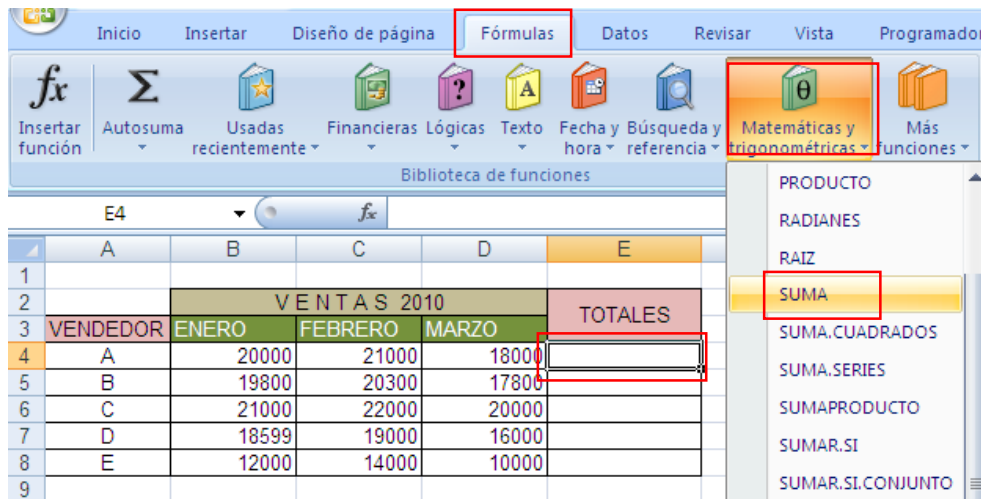 Inicio Insertar Diseño de página Fórmulas Datos Revisar Vista Programador
fx Σ ? A θ
Insertar función Autosuma Usadas recientemente Financieras Lógicas Texto Fecha y hora Búsqueda y referencia Matemáticas y trigonométricas Más funciones
Biblioteca de funciones
E4 fx
A B C D E
1
2 VENTAS 2010 TOTALES
3 VENDEDOR ENERO FEBRERO MARZO
4 A 20000 21000 18000
5 B 19800 20300 17800
6 C 21000 22000 20000
7 D 18599 19000 16000
8 E 12000 14000 10000
9
PRODUCTO
RADIANES
RAIZ
SUMA
SUMA.CUADRADOS
SUMA.SERIES
SUMAPRODUCTO
SUMAR.SI
SUMAR.SI.CONJUNTO